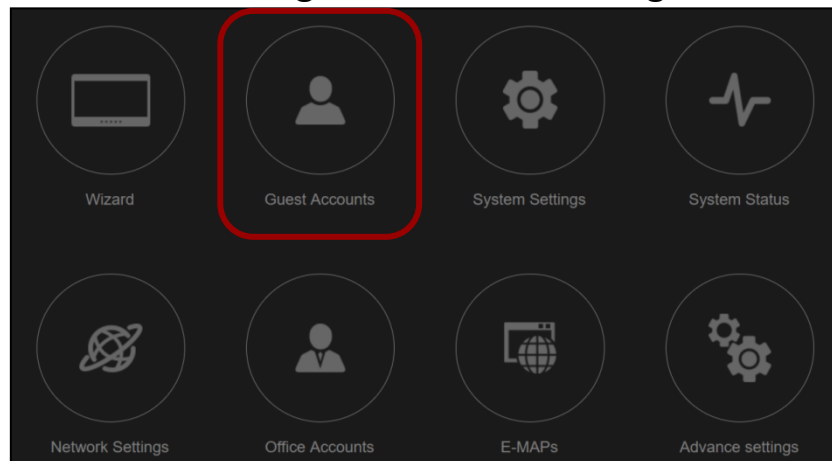 Wizard
Guest Accounts
System Settings
System Status
Network Settings
Office Accounts
E-MAPs
Advance settings